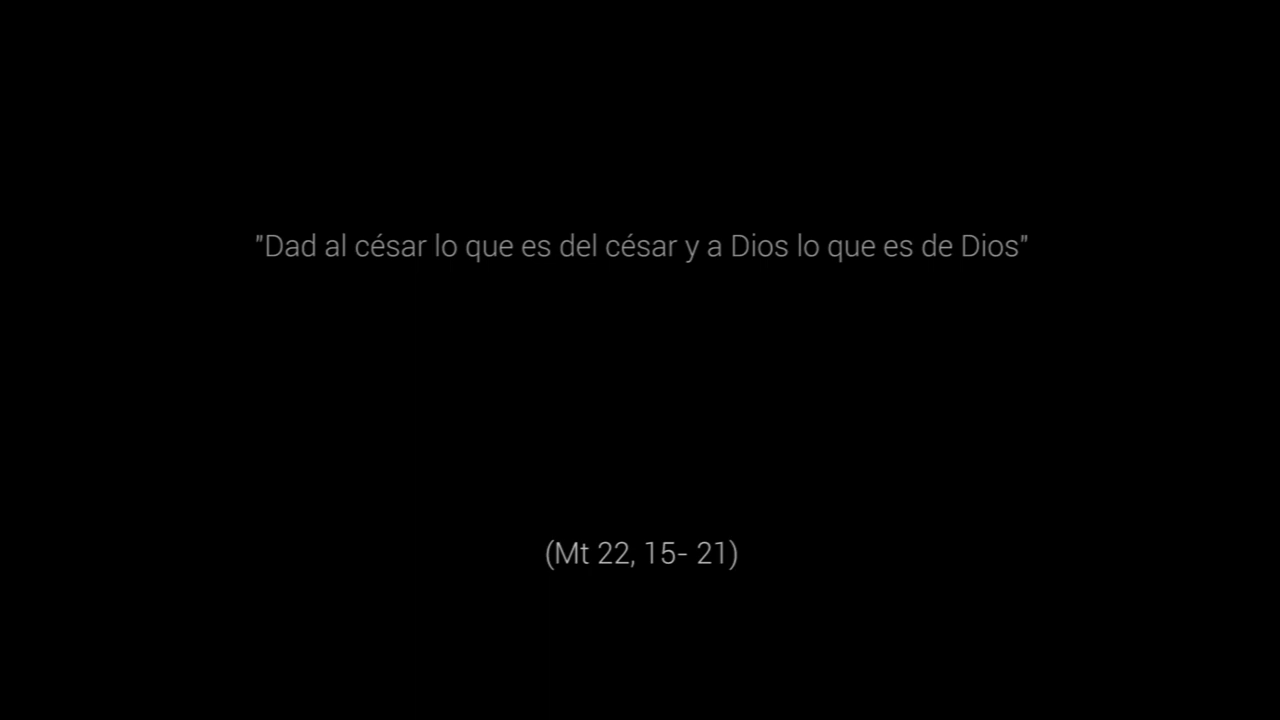 "Dad al césar lo que es del césar y a Dios lo que es de Dios"
(Mt 22, 15- 21)